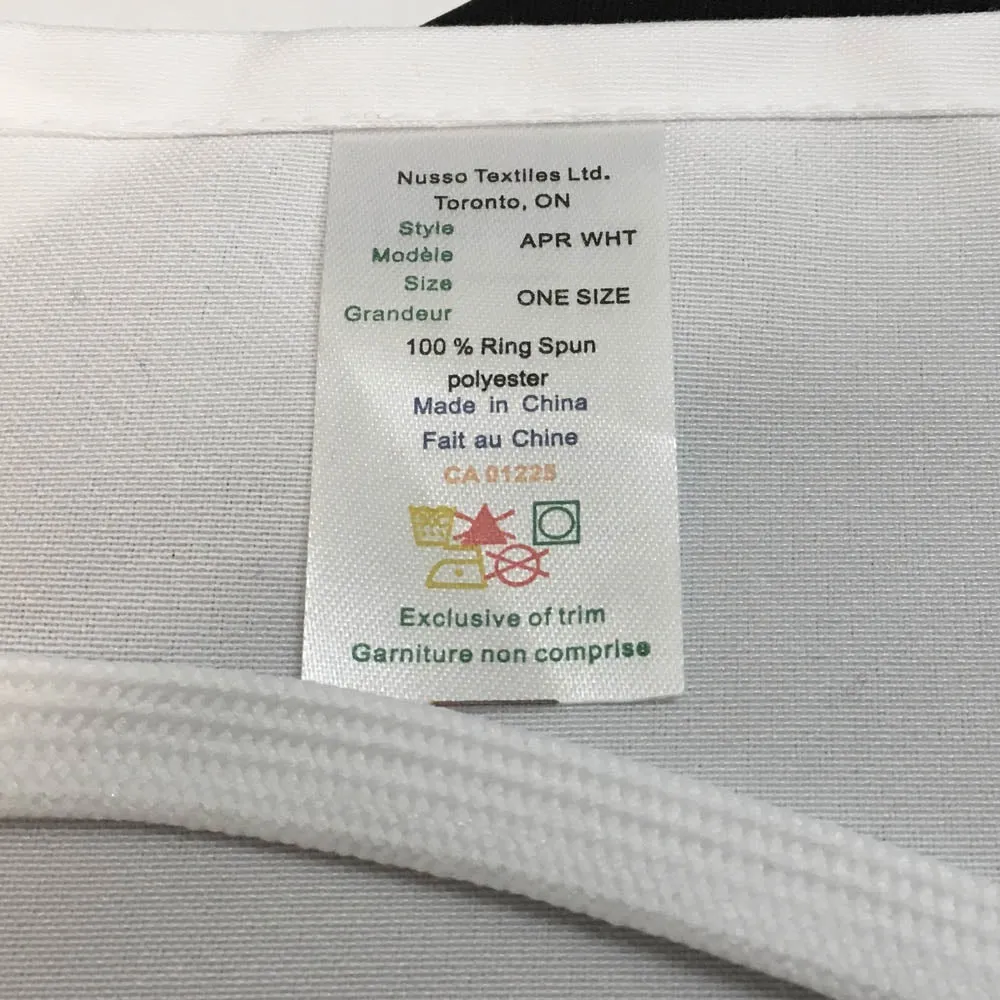 Nusso Textiles Ltd.
Toronto, ON
Style
Modèle
APR WHT
Size
Grandeur
ONE SIZE
100 % Ring Spun
polyester
Made in China
Fait au Chine
CA 01225
Exclusive of trim
Garniture non comprise